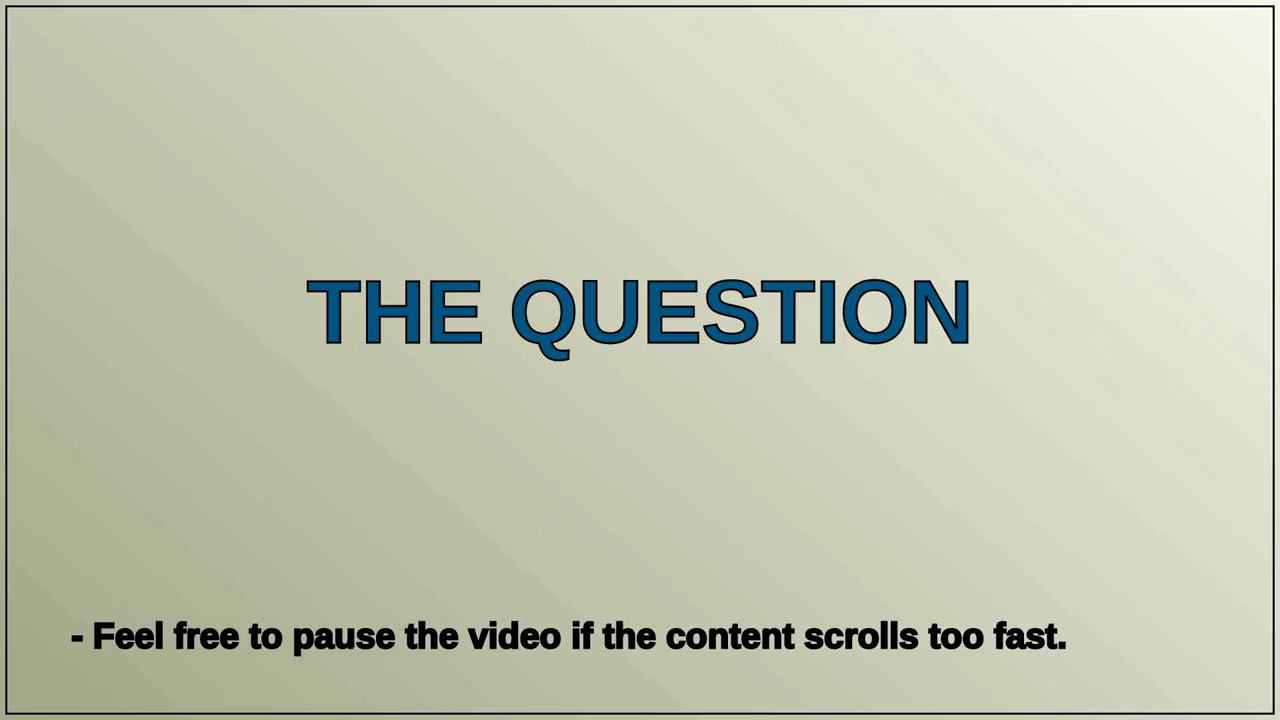 THE QUESTION
- Feel free to pause the video if the content scrolls too fast.